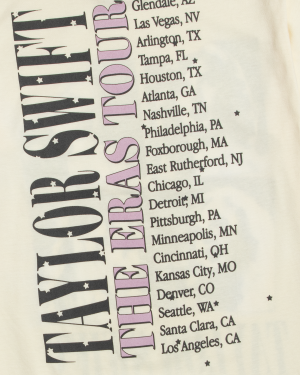 TAYLOR SWIFT
THE ERAS TOUR
Glendale, AZ
Las Vegas, NV
Arlington, TX
Tampa, FL
Houston, TX
Atlanta, GA
Nashville, TN
Philadelphia, PA
Foxborough, MA
East Rutherford, NJ
Chicago, IL
Detroit, MI
Pittsburgh, PA
Minneapolis, MN
Cincinnati, OH
Kansas City, MO
Denver, CO
Seattle, WA
Santa Clara, CA
Los Angeles, CA